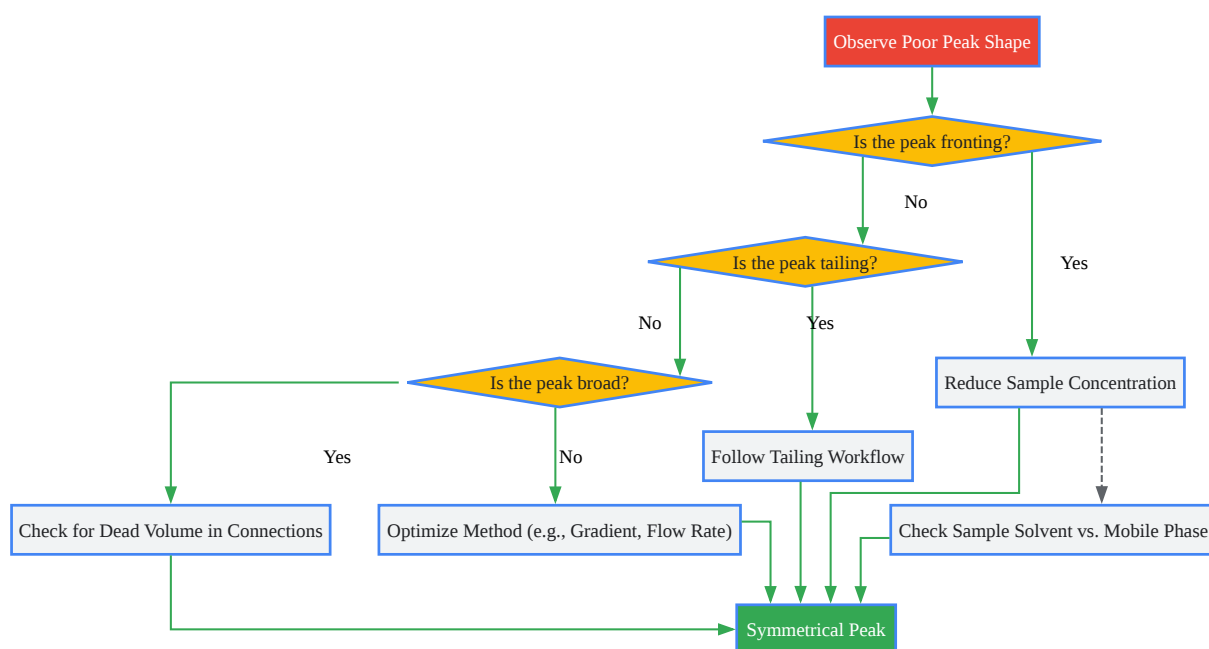 Observe Poor Peak Shape
Is the peak fronting?
No
Is the peak tailing?
Yes
No
Yes
Is the peak broad?
Reduce Sample Concentration
Yes
No
Follow Tailing Workflow
Check for Dead Volume in Connections
Optimize Method (e.g., Gradient, Flow Rate)
Check Sample Solvent vs. Mobile Phase
Symmetrical Peak